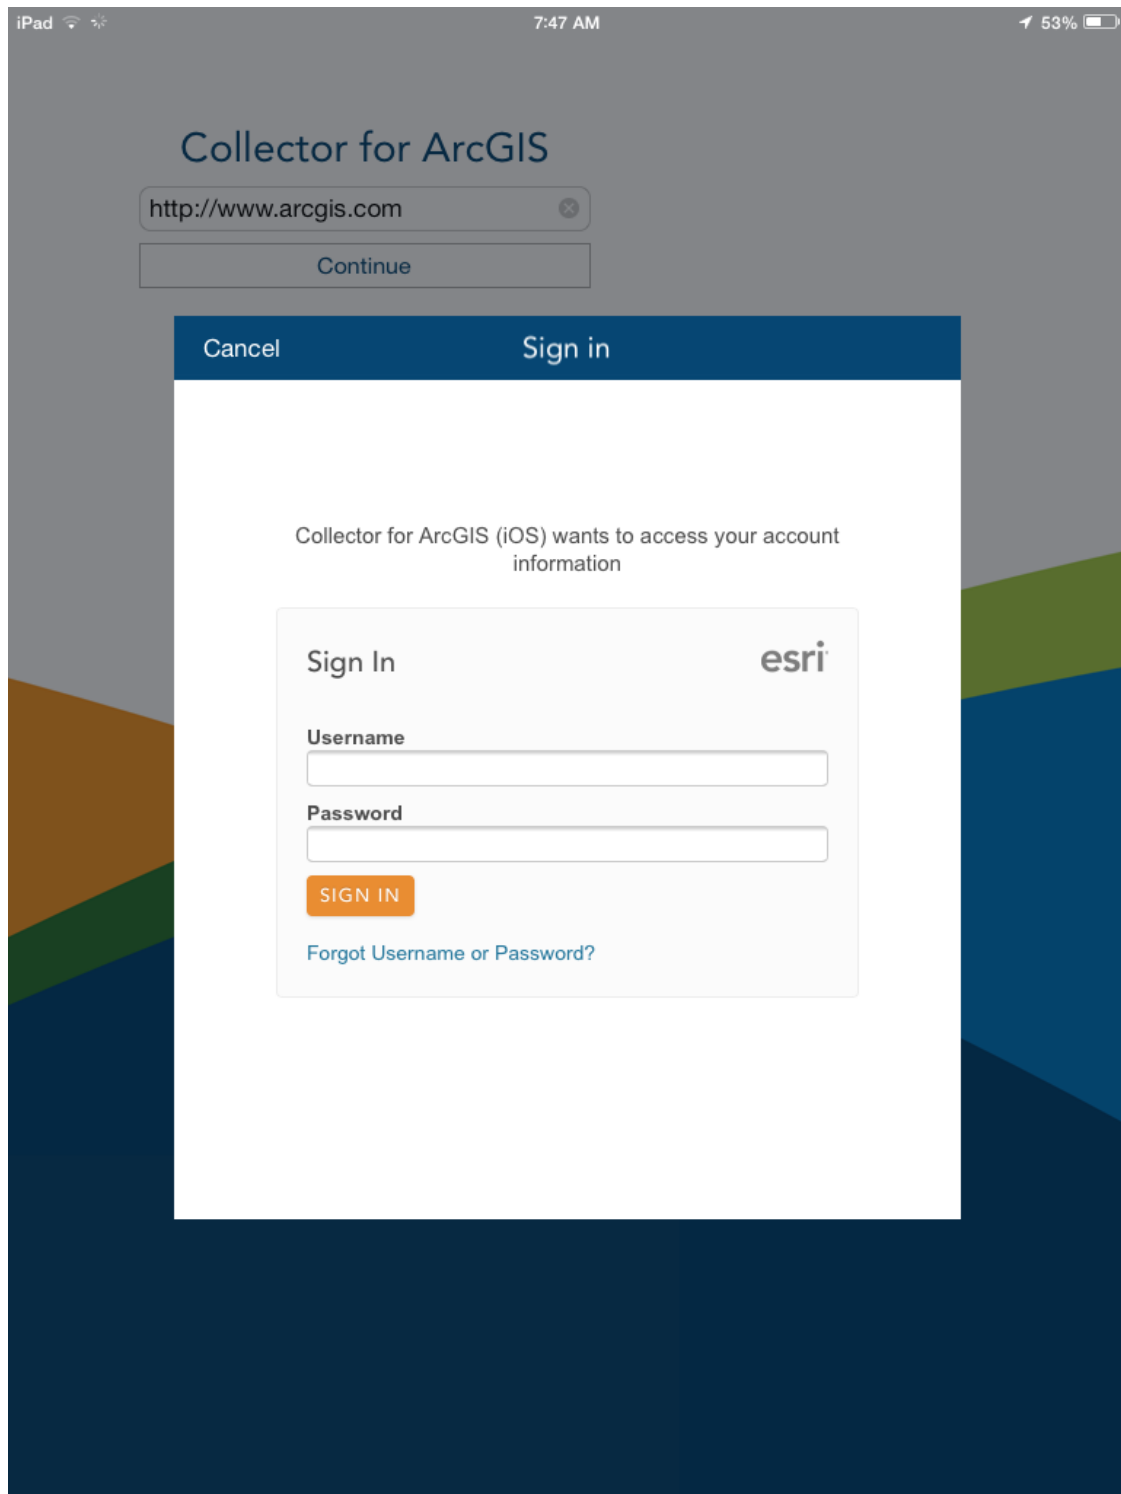 iPad 7:47 AM 53%
Collector for ArcGIS
http://www.arcgis.com
Continue
Cancel Sign in
Collector for ArcGIS (iOS) wants to access your account
information
Sign In esri
Username
Password
SIGN IN
Forgot Username or Password?